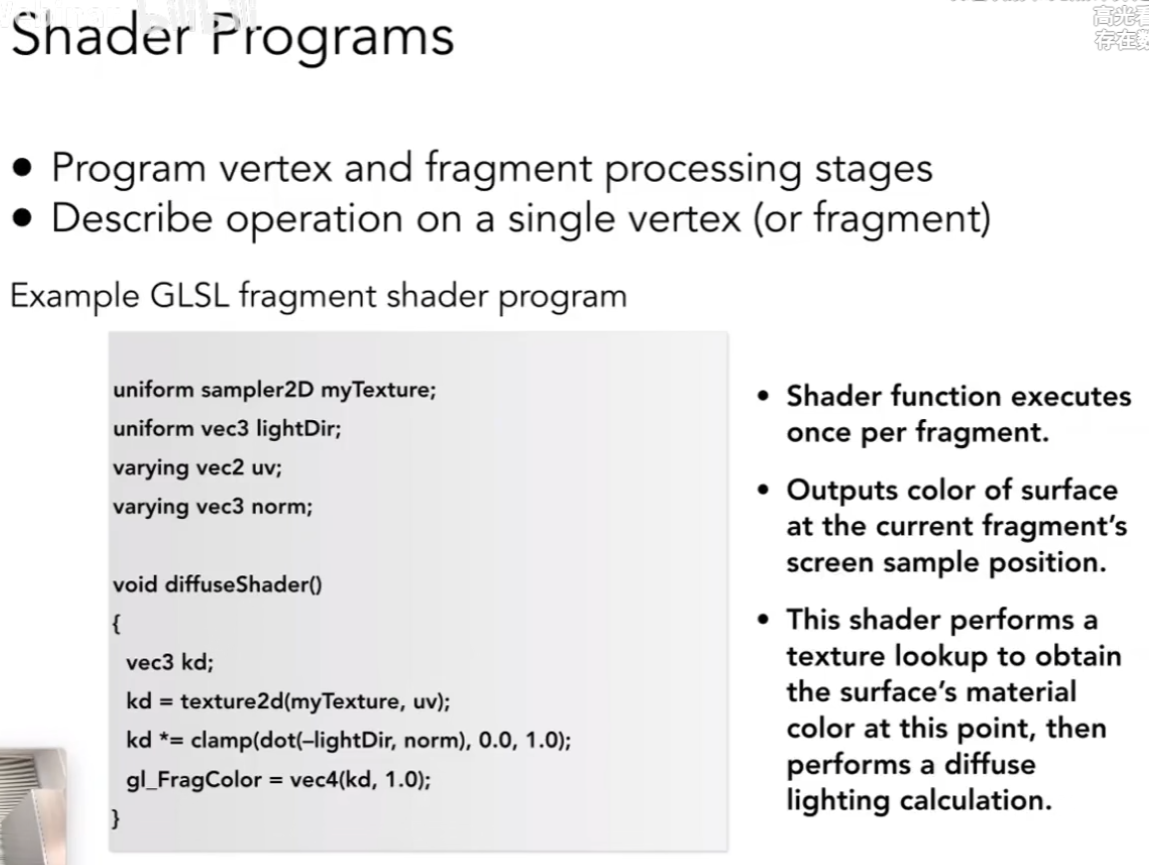 Shader Programs
高光看
存在数
• Program vertex and fragment processing stages
• Describe operation on a single vertex (or fragment)
Example GLSL fragment shader program
uniform sampler2D myTexture;
uniform vec3 lightDir;
varying vec2 uv;
varying vec3 norm;
void diffuseShader()
{
vec3 kd;
kd = texture2d(myTexture, uv);
kd *= clamp(dot(–lightDir, norm), 0.0, 1.0);
gl_FragColor = vec4(kd, 1.0);
}
• Shader function executes
once per fragment.
• Outputs color of surface
at the current fragment’s
screen sample position.
• This shader performs a
texture lookup to obtain
the surface’s material
color at this point, then
performs a diffuse
lighting calculation.